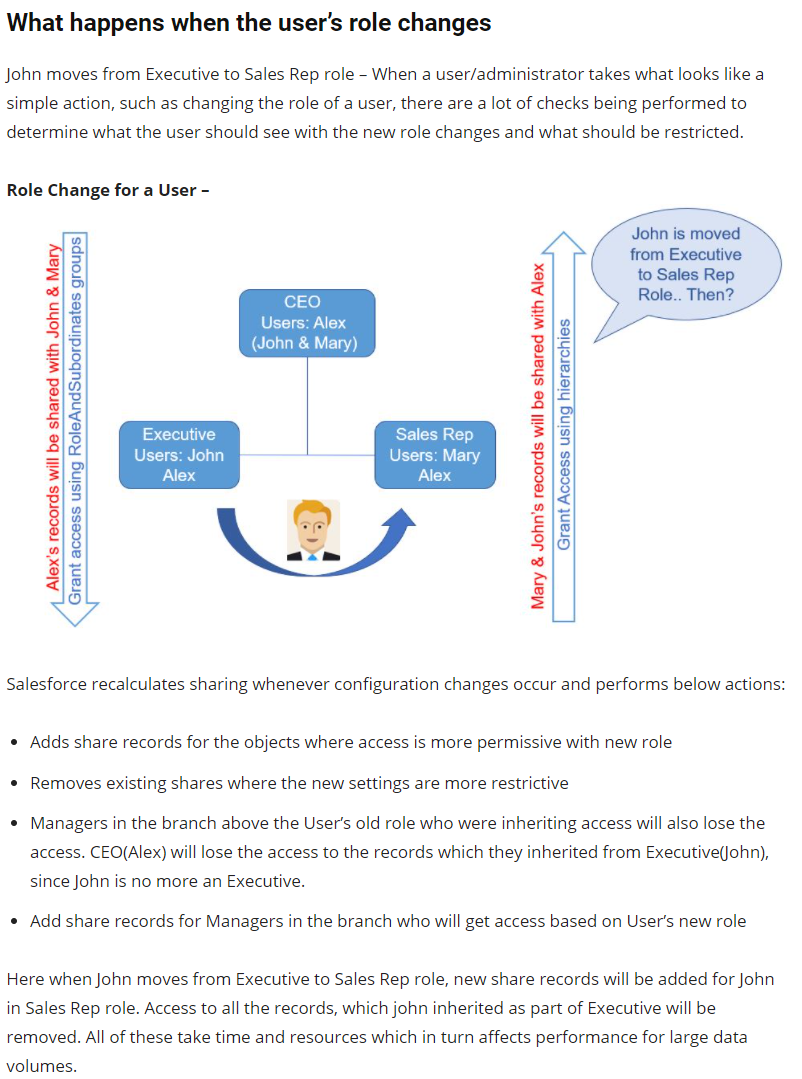 What happens when the user’s role changes
John moves from Executive to Sales Rep role – When a user/administrator takes what looks like a
simple action, such as changing the role of a user, there are a lot of checks being performed to
determine what the user should see with the new role changes and what should be restricted.
Role Change for a User –
Alex's records will be shared with John & Mary
Grant access using RoleAndSubordinates groups
CEO
Users: Alex
(John & Mary)
Executive
Users: John
Alex
Sales Rep
Users: Mary
Alex
Mary & John's records will be shared with Alex
Grant Access using hierarchies
John is moved
from Executive
to Sales Rep
Role.. Then?
Salesforce recalculates sharing whenever configuration changes occur and performs below actions:
• Adds share records for the objects where access is more permissive with new role
• Removes existing shares where the new settings are more restrictive
• Managers in the branch above the User’s old role who were inheriting access will also lose the
access. CEO(Alex) will lose the access to the records which they inherited from Executive(John),
since John is no more an Executive.
• Add share records for Managers in the branch who will get access based on User’s new role
Here when John moves from Executive to Sales Rep role, new share records will be added for John
in Sales Rep role. Access to all the records, which john inherited as part of Executive will be
removed. All of these take time and resources which in turn affects performance for large data
volumes.